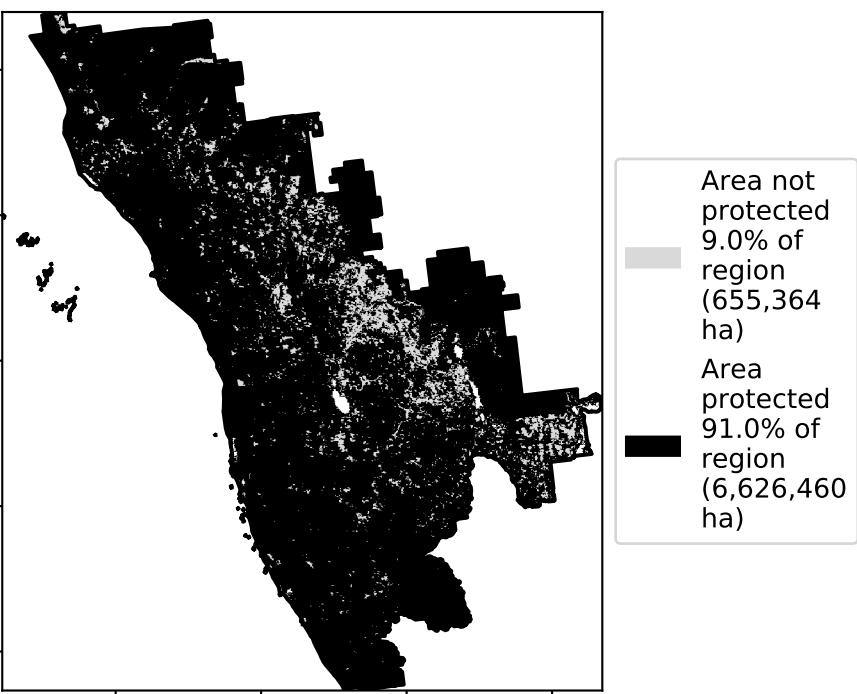 Area not
protected
9.0% of
region
(655,364
ha)
Area
protected
91.0% of
region
(6,626,460
ha)